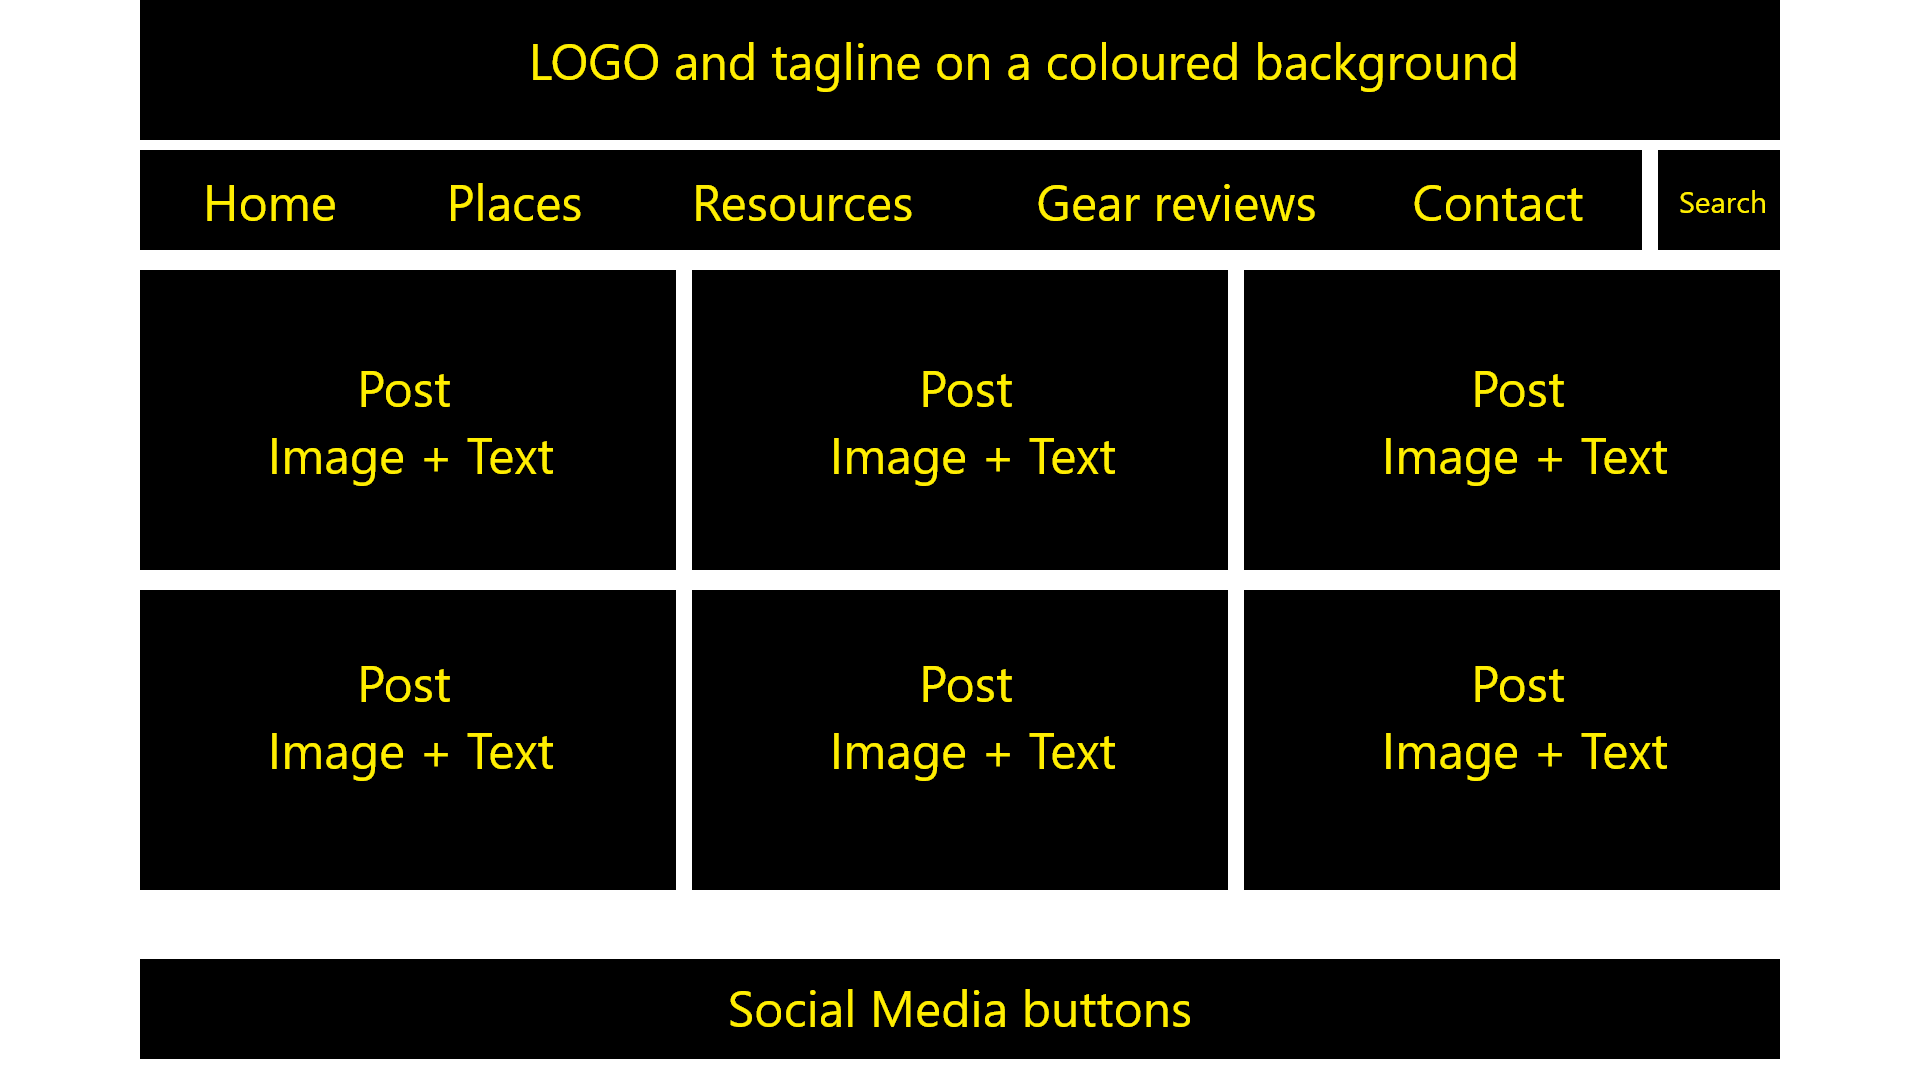 LOGO and tagline on a coloured background
Home Places Resources Gear reviews Contact Search
Post Post Post
Image + Text Image + Text Image + Text
Post Post Post
Image + Text Image + Text Image + Text
Social Media buttons